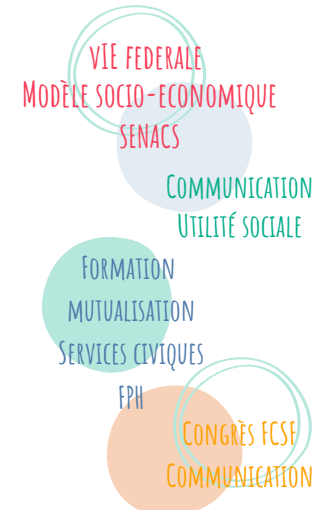 vIE FEDERALE
MODÈLE SOCIO-ECONOMIQUE
SENACS
COMMUNICATION
UTILITÉ SOCIALE
FORMATION
MUTUALISATION
SERVICES CIVIQUES
FPH
CONGRÈS FCSF
COMMUNICATION